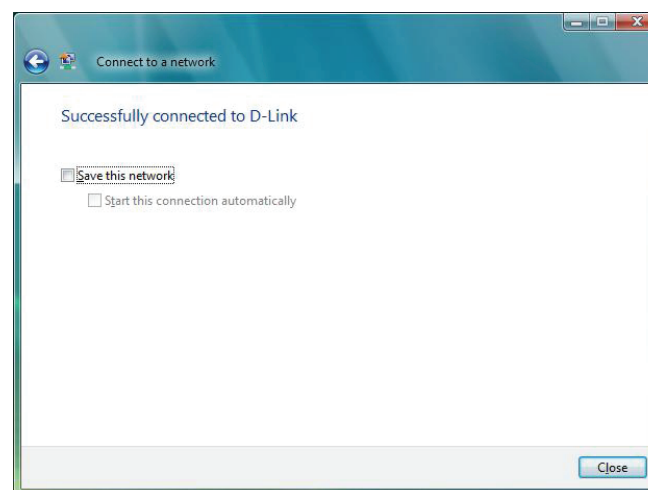 Connect to a network
Successfully connected to D-Link
Save this network
Start this connection automatically
Close